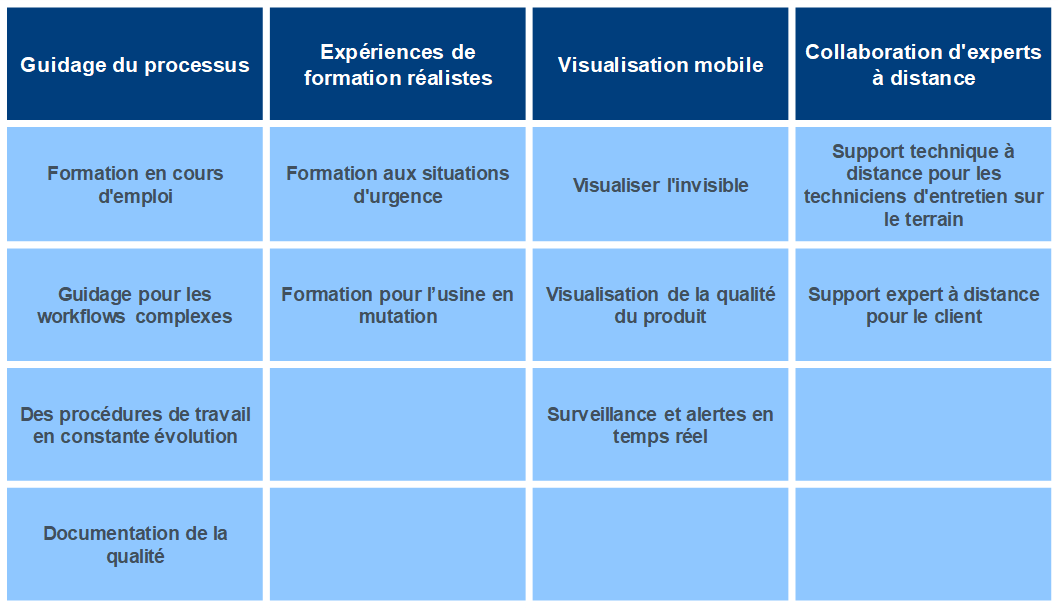 Guidage du processus
Expériences de
formation réalistes
Visualisation mobile
Collaboration d'experts
à distance
Formation en cours
d'emploi
Formation aux situations
d'urgence
Visualiser l'invisible
Support technique à
distance pour les
techniciens d'entretien sur
le terrain
Guidage pour les
workflows complexes
Formation pour l’usine en
mutation
Visualisation de la qualité
du produit
Support expert à distance
pour le client
Des procédures de travail
en constante évolution
Surveillance et alertes en
temps réel
Documentation de la
qualité